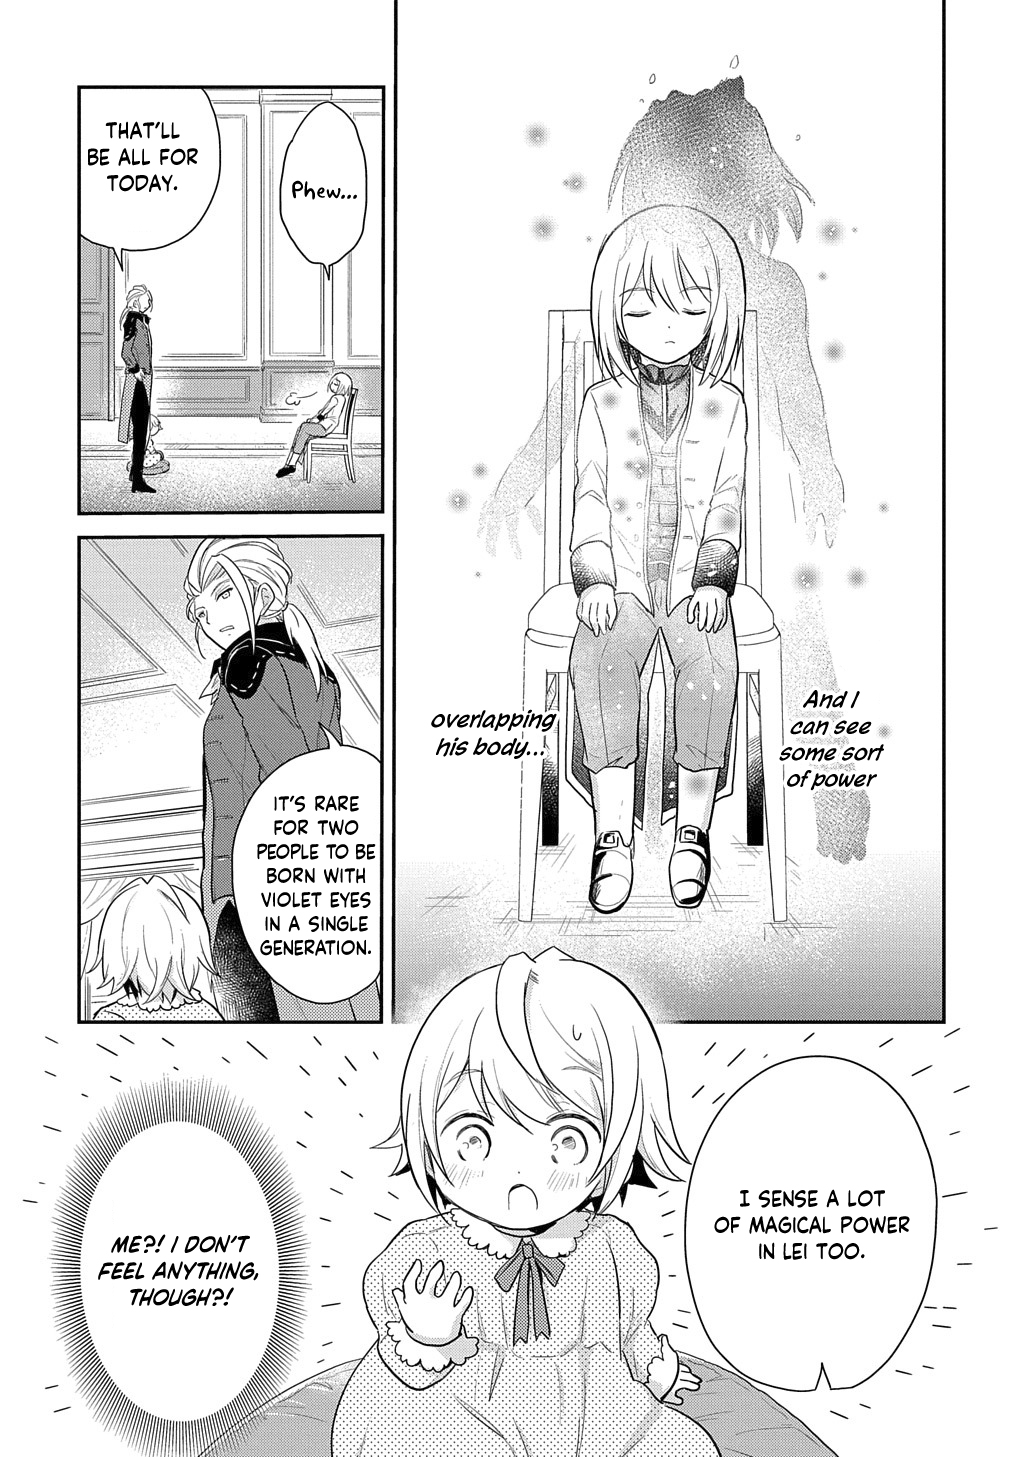 And I
can see
some sort
of power
overlapping
his body...
Phew...
THAT'LL
BE ALL FOR
TODAY.
IT'S RARE
FOR TWO
PEOPLE TO BE
BORN WITH
VIOLET EYES
IN A SINGLE
GENERATION.
I SENSE A LOT
OF MAGICAL POWER
IN LEI TOO.
ME?! I DON'T
FEEL ANYTHING,
THOUGH?!